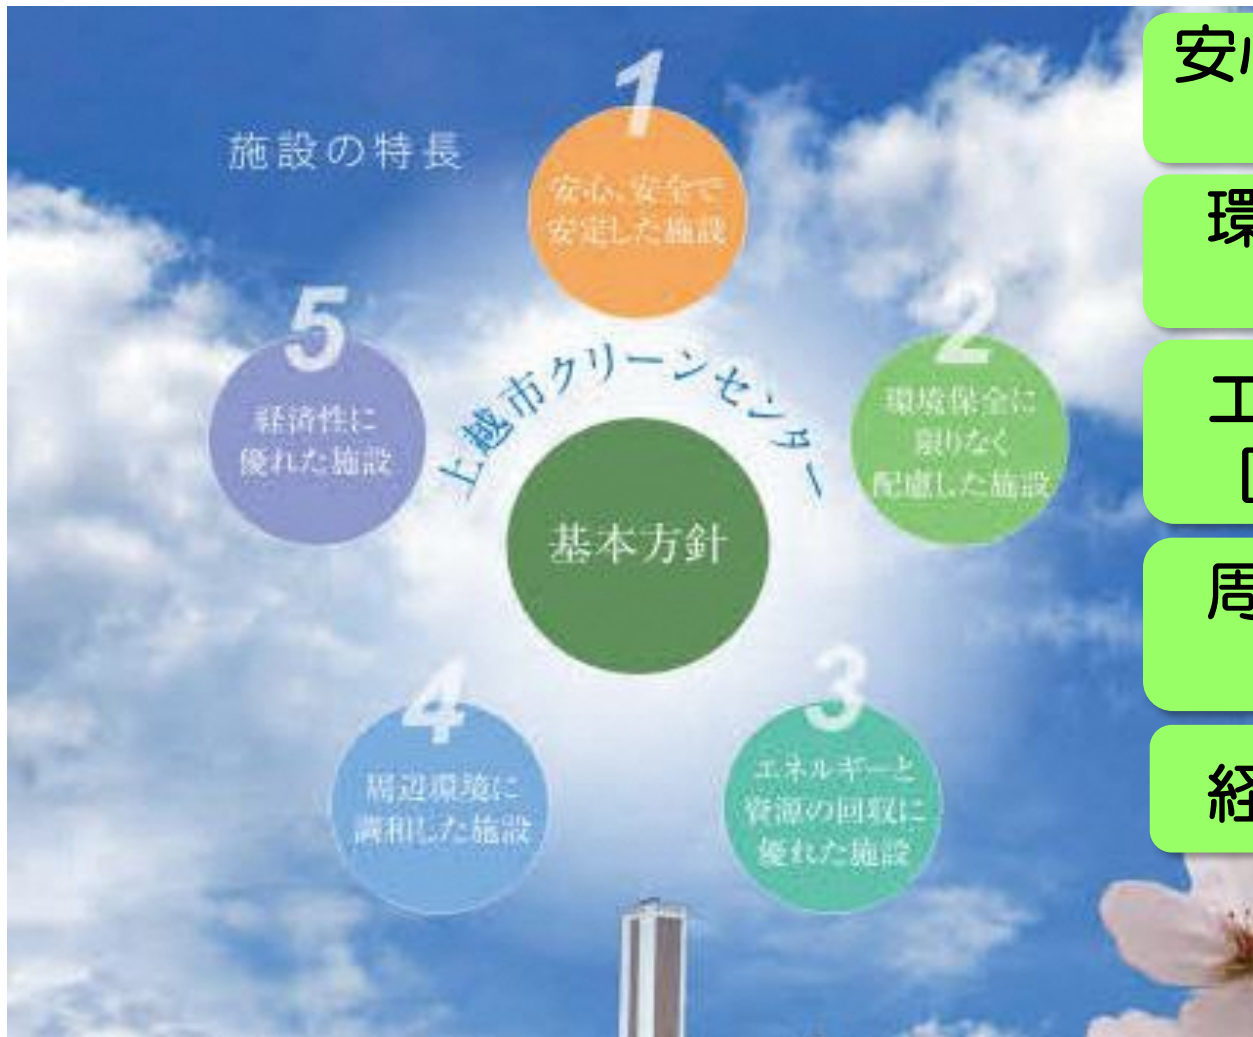 施設の特長
1
安心、安全で
安定した施設
2
環境保全に
限りなく
配慮した施設
3
エネルギーと
資源の回収に
優れた施設
4
周辺環境に
調和した施設
5
経済性に
優れた施設
上越市クリーンセンター
基本方針
安
環
エ
周
経